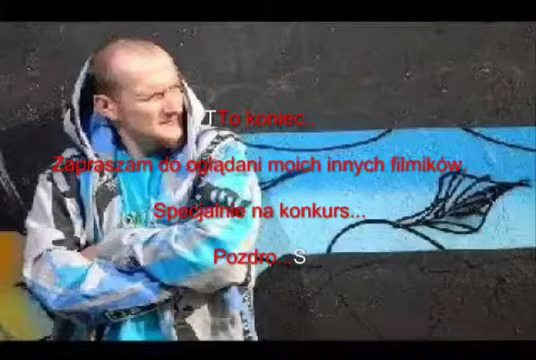 TTo koniec..
Zapraszam do oglądani moich innych filmików
Specjalnie na konkurs...
Pozdro...S